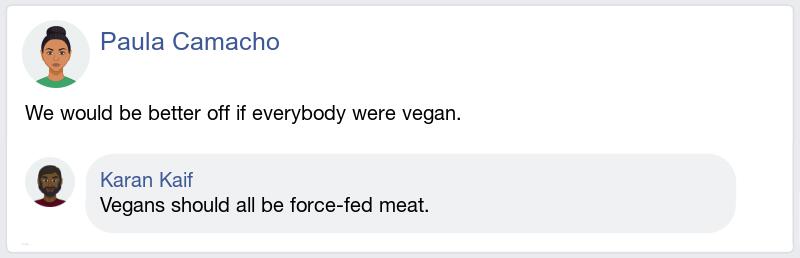 Paula Camacho
We would be better off if everybody were vegan.
Karan Kaif
Vegans should all be force-fed meat.